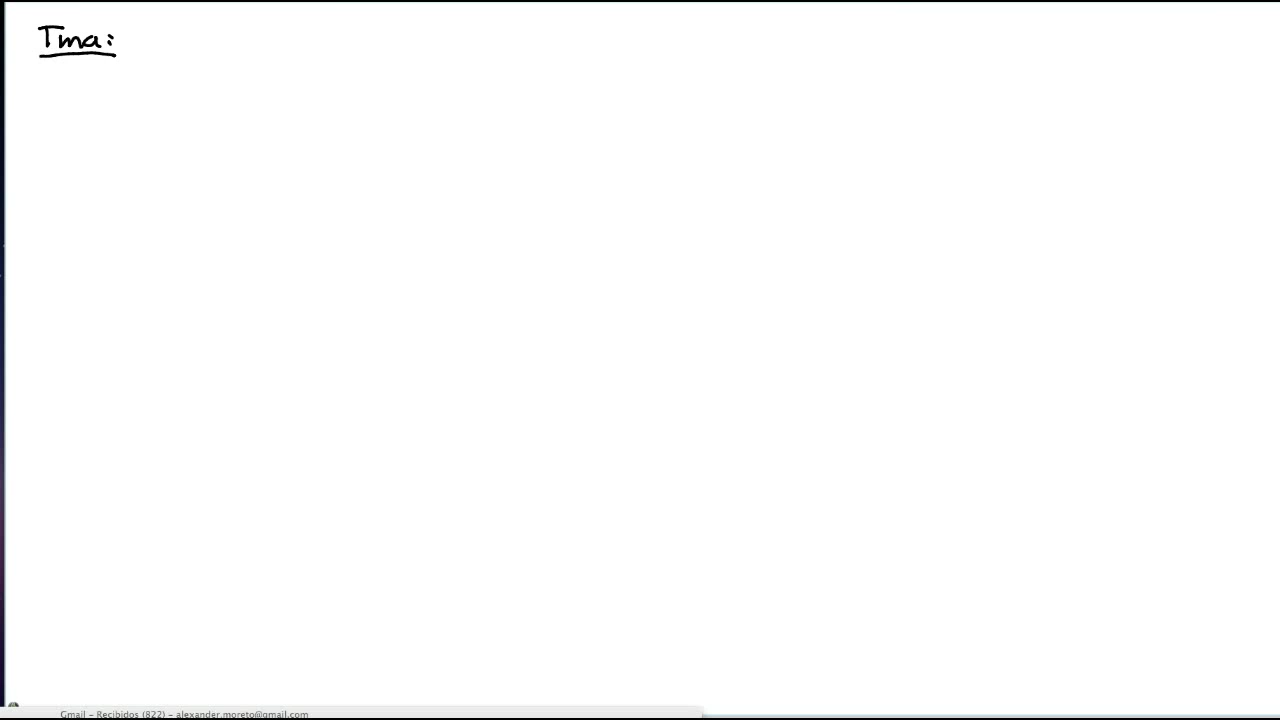 Tma:
Gmail – Recibidos (822) – alexander.moreto@gmail.com